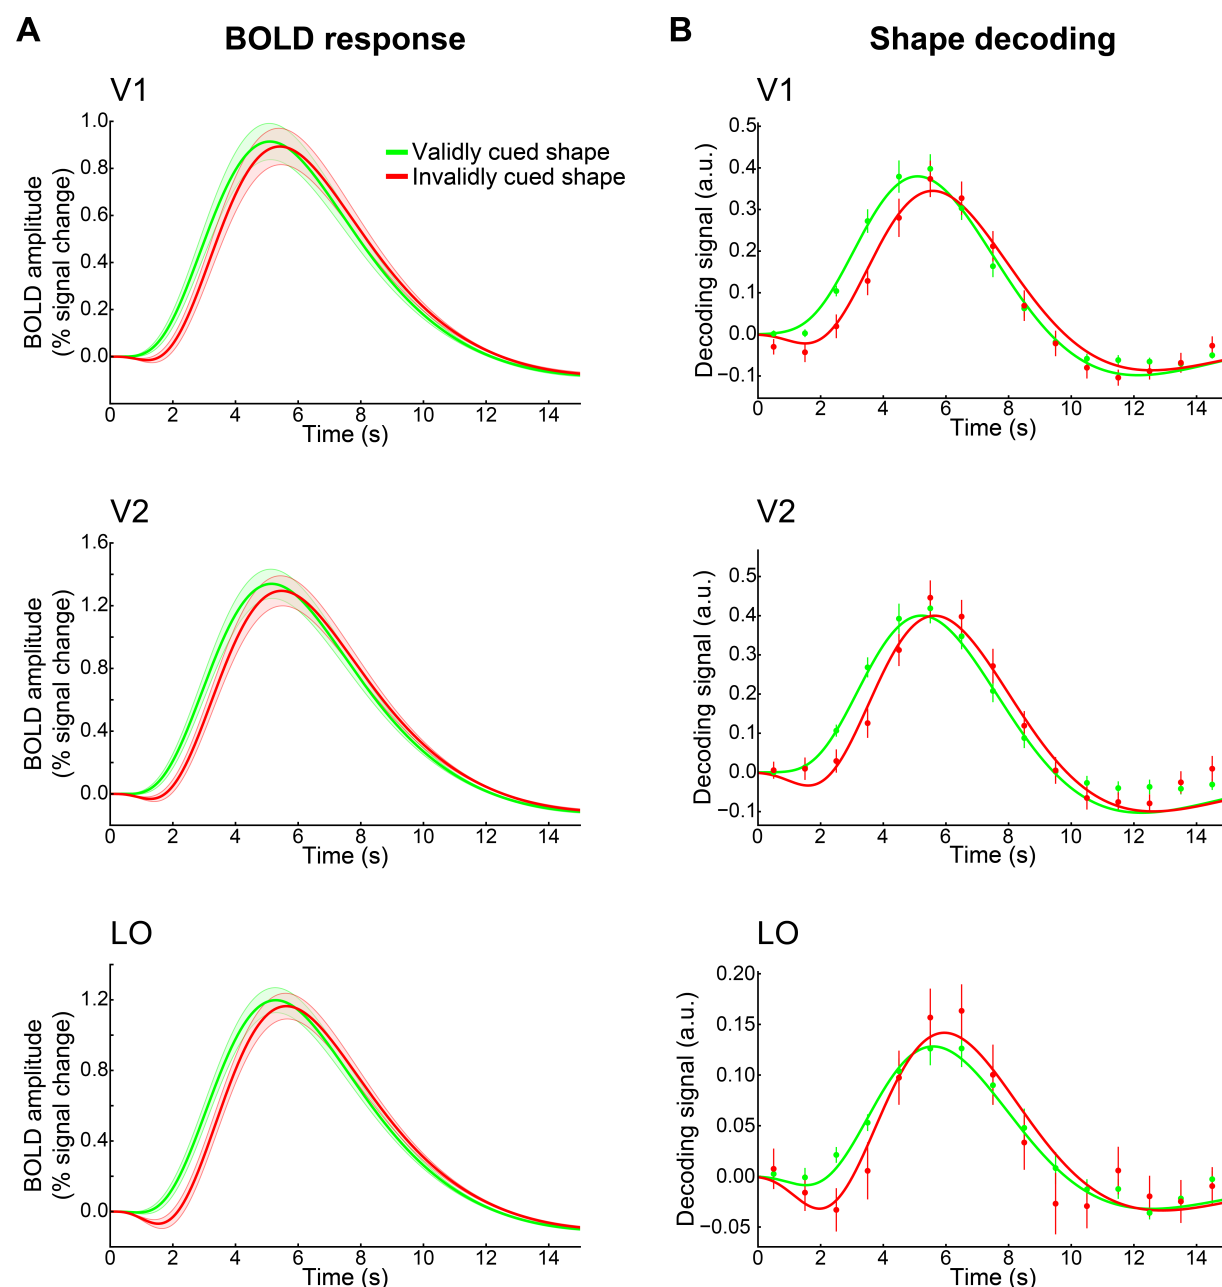 A
BOLD response
V1
BOLD amplitude
(% signal change)
1.0
0.8
0.6
0.4
0.2
0.0
0 2 4 6 8 10 12 14
Time (s)
Validly cued shape
Invalidly cued shape
V2
BOLD amplitude
(% signal change)
1.6
1.2
0.8
0.4
0.0
0 2 4 6 8 10 12 14
Time (s)
LO
BOLD amplitude
(% signal change)
1.2
0.8
0.4
0.0
0 2 4 6 8 10 12 14
Time (s)
B
Shape decoding
V1
Decoding signal (a.u.)
0.5
0.4
0.3
0.2
0.1
0.0
−0.1
0 2 4 6 8 10 12 14
Time (s)
V2
Decoding signal (a.u.)
0.5
0.4
0.3
0.2
0.1
0.0
−0.1
0 2 4 6 8 10 12 14
Time (s)
LO
Decoding signal (a.u.)
0.20
0.15
0.10
0.05
0.00
−0.05
0 2 4 6 8 10 12 14
Time (s)